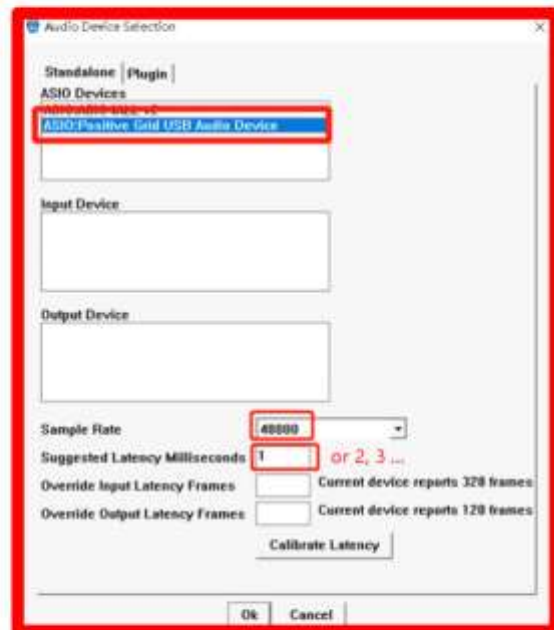 Audio Device Selection
Standalone Plugin
ASIO Devices
ASIO:Positive Grid USB Audio Device
Input Device
Output Device
Sample Rate 48000
Suggested Latency Milliseconds 1 or 2, 3 ...
Override Input Latency Frames Current device reports 328 frames
Override Output Latency Frames Current device reports 128 frames
Calibrate Latency
Ok Cancel